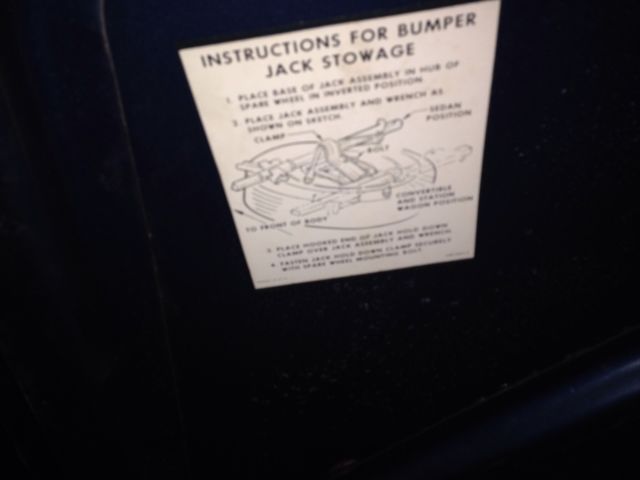 INSTRUCTIONS FOR BUMPER
JACK STOWAGE
1. PLACE BASE OF JACK ASSEMBLY IN HUB OF
SPARE WHEEL IN INVERTED POSITION.
2. PLACE JACK ASSEMBLY AND WRENCH AS
SHOWN ON SKETCH.
SEDAN
POSITION
CLAMP
BOLT
CONVERTIBLE
AND STATION
WAGON POSITION
TO FRONT OF BODY
3. PLACE HOOKED END OF JACK HOLD DOWN
CLAMP OVER JACK ASSEMBLY AND WRENCH.
4. FASTEN JACK HOLD DOWN CLAMP SECURELY
WITH SPARE WHEEL MOUNTING BOLT.